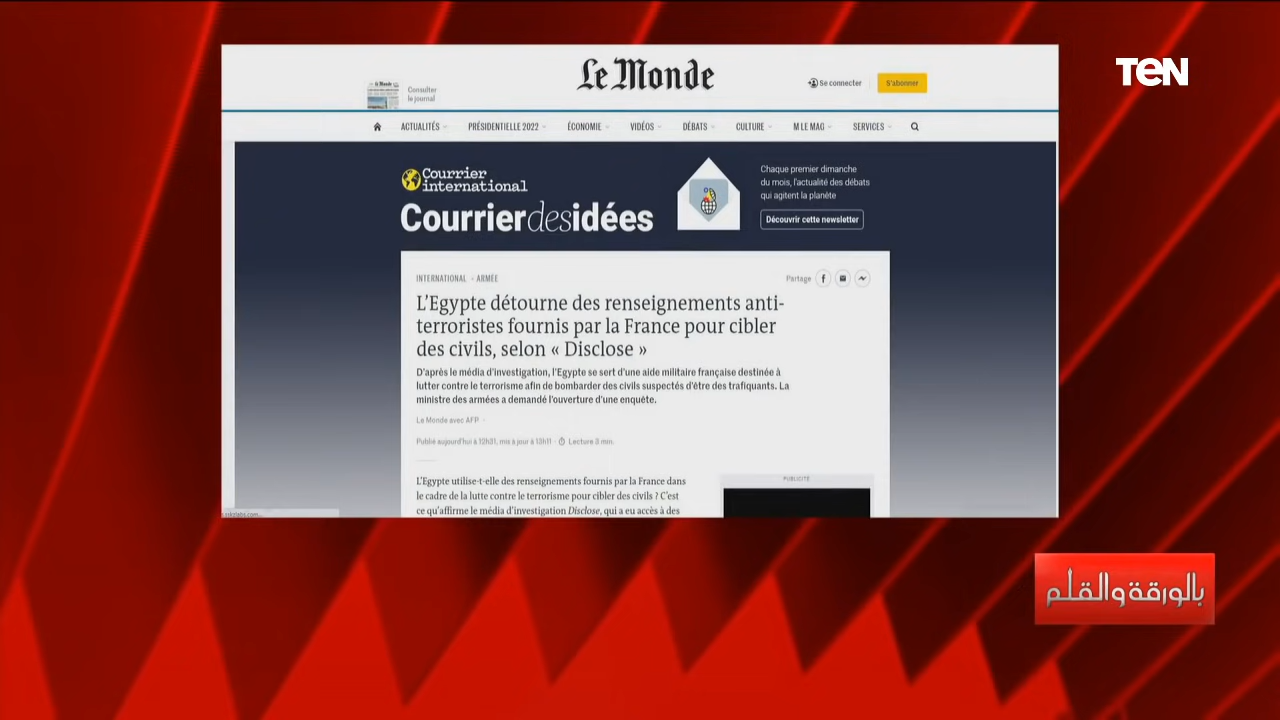 TEN
Le Monde
Consulter
le journal
Se connecter
S'abonner
ACTUALITÉS
PRÉSIDENTIELLE 2022
ÉCONOMIE
VIDÉOS
DÉBATS
CULTURE
M LE MAG
SERVICES
Courrier
international
Courrierdesidées
Chaque premier dimanche
du mois, l'actualité des débats
qui agitent la planète
Découvrir cette newsletter
INTERNATIONAL • ARMÉE
Partage
L'Egypte détourne des renseignements anti-
terroristes fournis par la France pour cibler
des civils, selon « Disclose »
D'après le média d'investigation, l'Egypte se sert d'une aide militaire française destinée à
lutter contre le terrorisme afin de bombarder des civils suspectés d'être des trafiquants. La
ministre des armées a demandé l'ouverture d'une enquête.
Le Monde avec AFP
Publié aujourd'hui à 12h31, mis à jour à 13h11 · Lecture 3 min.
L'Egypte utilise-t-elle des renseignements fournis par la France dans
le cadre de la lutte contre le terrorisme pour cibler des civils ? C'est
ce qu'affirme le média d'investigation Disclose, qui a eu accès à des
PUBLICITÉ
بالورقة والقلم